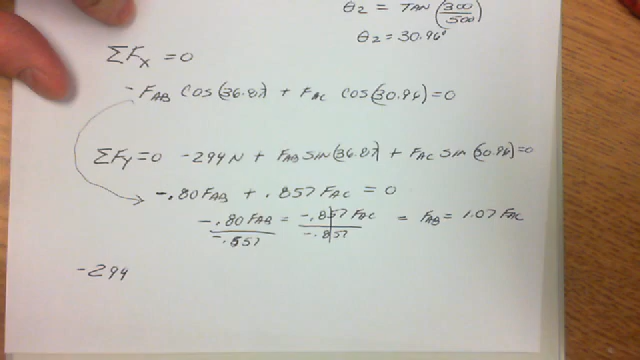 θ2 = TAN (300/500)
θ2 = 30.96°
ΣFx = 0
- FAB COS(36.87) + FAC COS(30.96) = 0
ΣFy = 0 -294N + FAB SIN(36.87) + FAC SIN(30.96) = 0
-.80 FAB + .857 FAC = 0
-.80 FAB / -.857 = -.857 FAC / -.857 = FAB = 1.07 FAC
-294